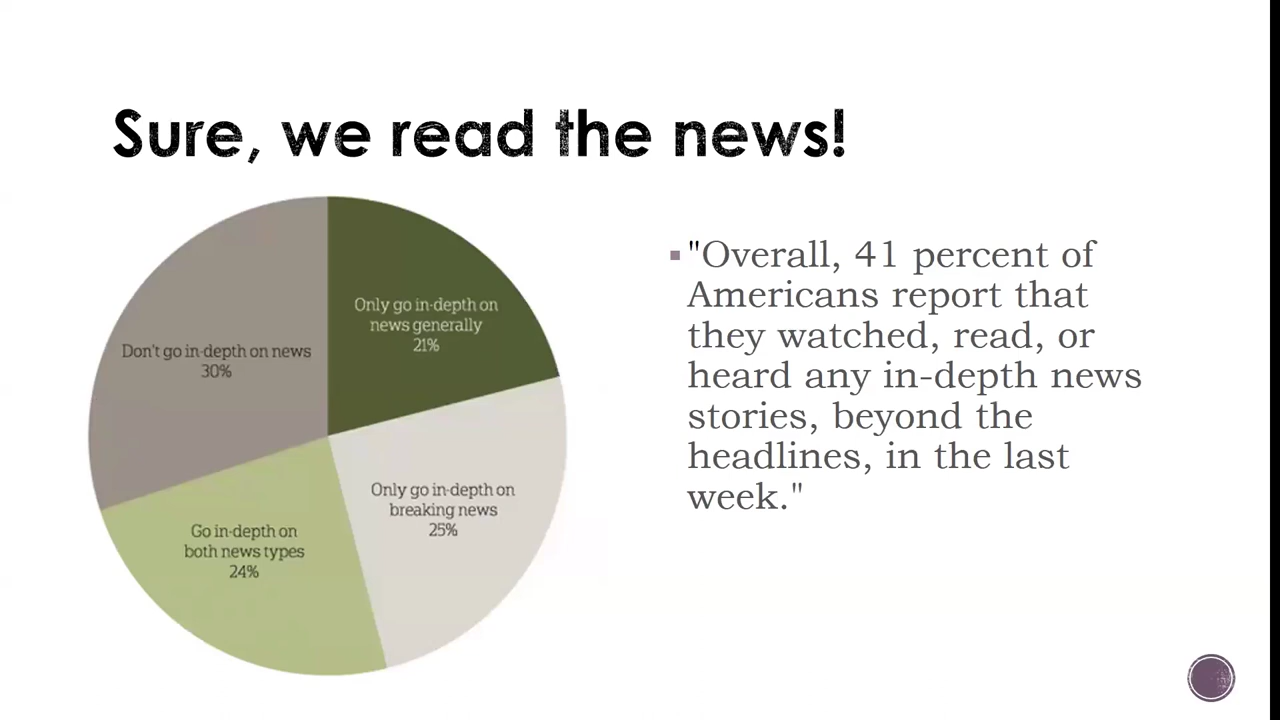 Sure, we read the news!
Only go in-depth on
news generally
21%
Don't go in-depth on news
30%
Only go in-depth on
breaking news
25%
Go in-depth on
both news types
24%
"Overall, 41 percent of
Americans report that
they watched, read, or
heard any in-depth news
stories, beyond the
headlines, in the last
week."